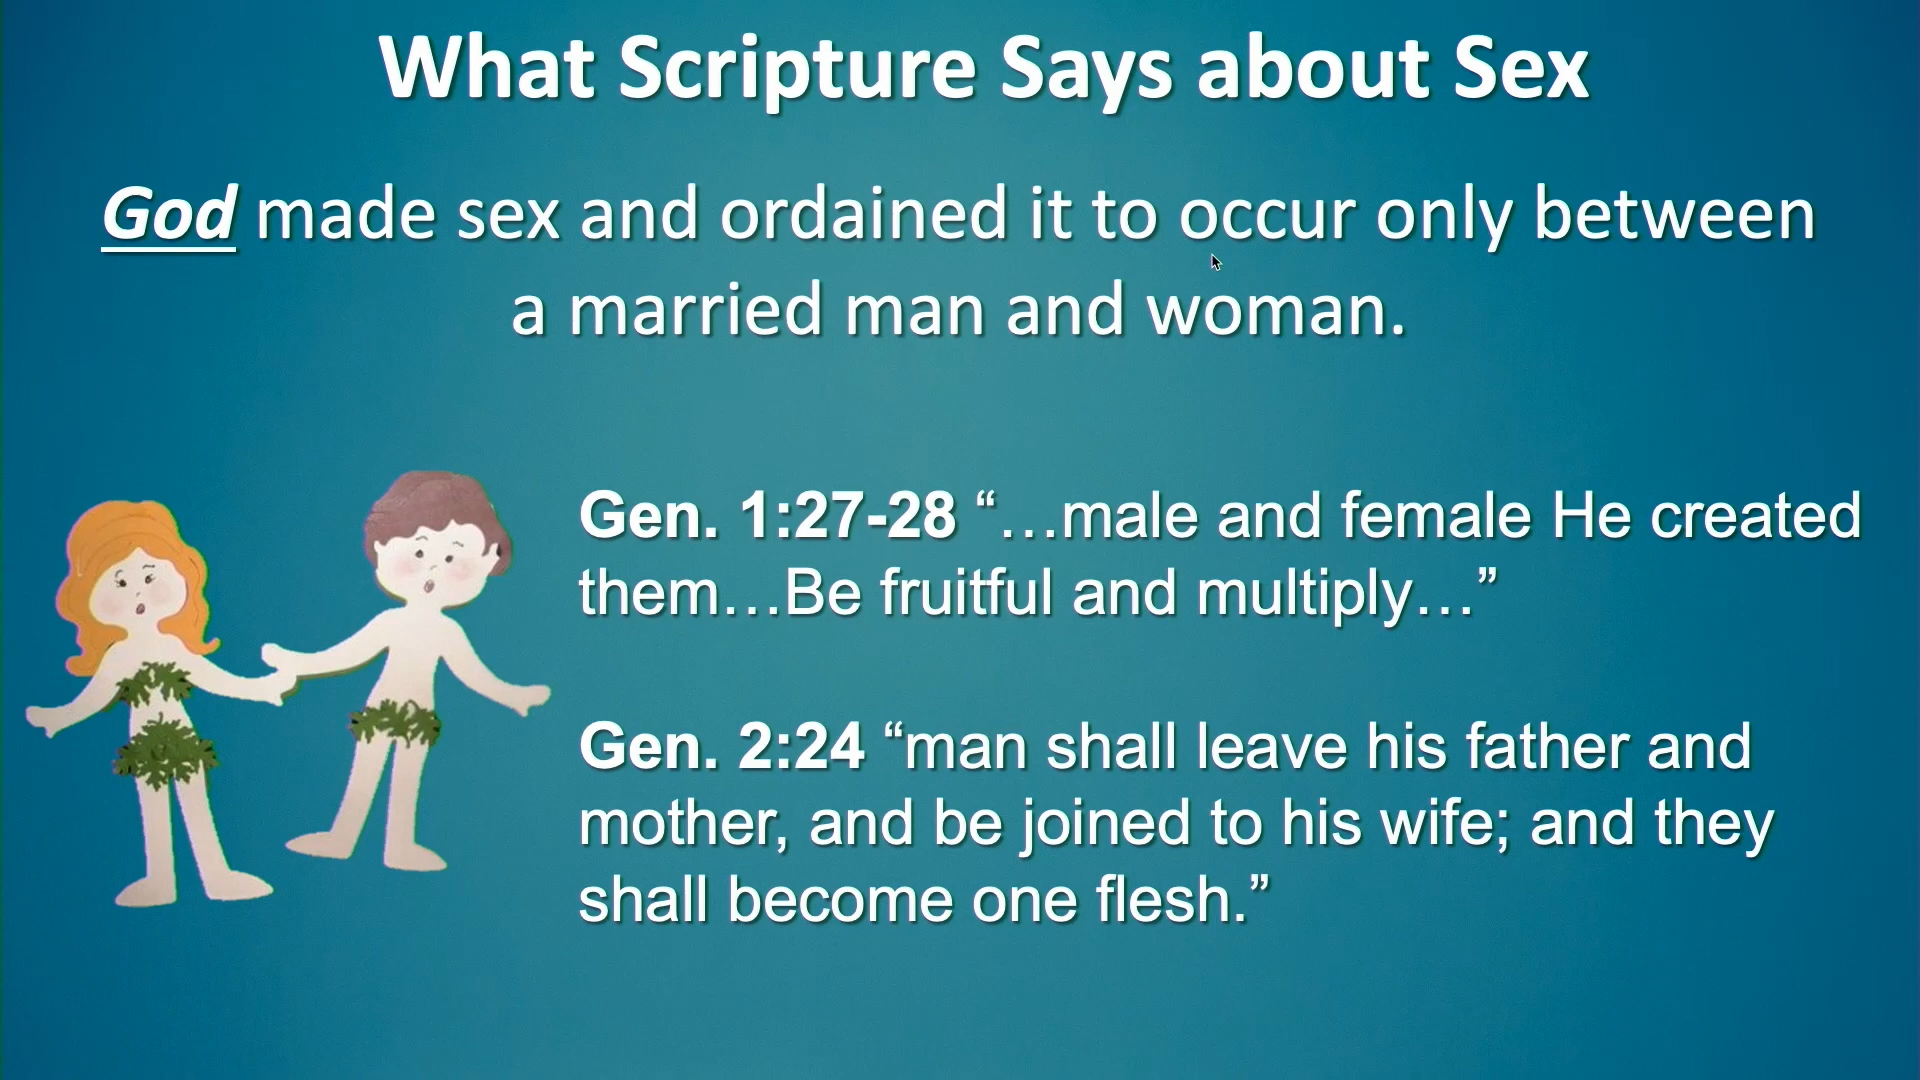 What Scripture Says about Sex
God made sex and ordained it to occur only between
a married man and woman.
Gen. 1:27-28 “…male and female He created
them…Be fruitful and multiply…”
Gen. 2:24 “man shall leave his father and
mother, and be joined to his wife; and they
shall become one flesh.”